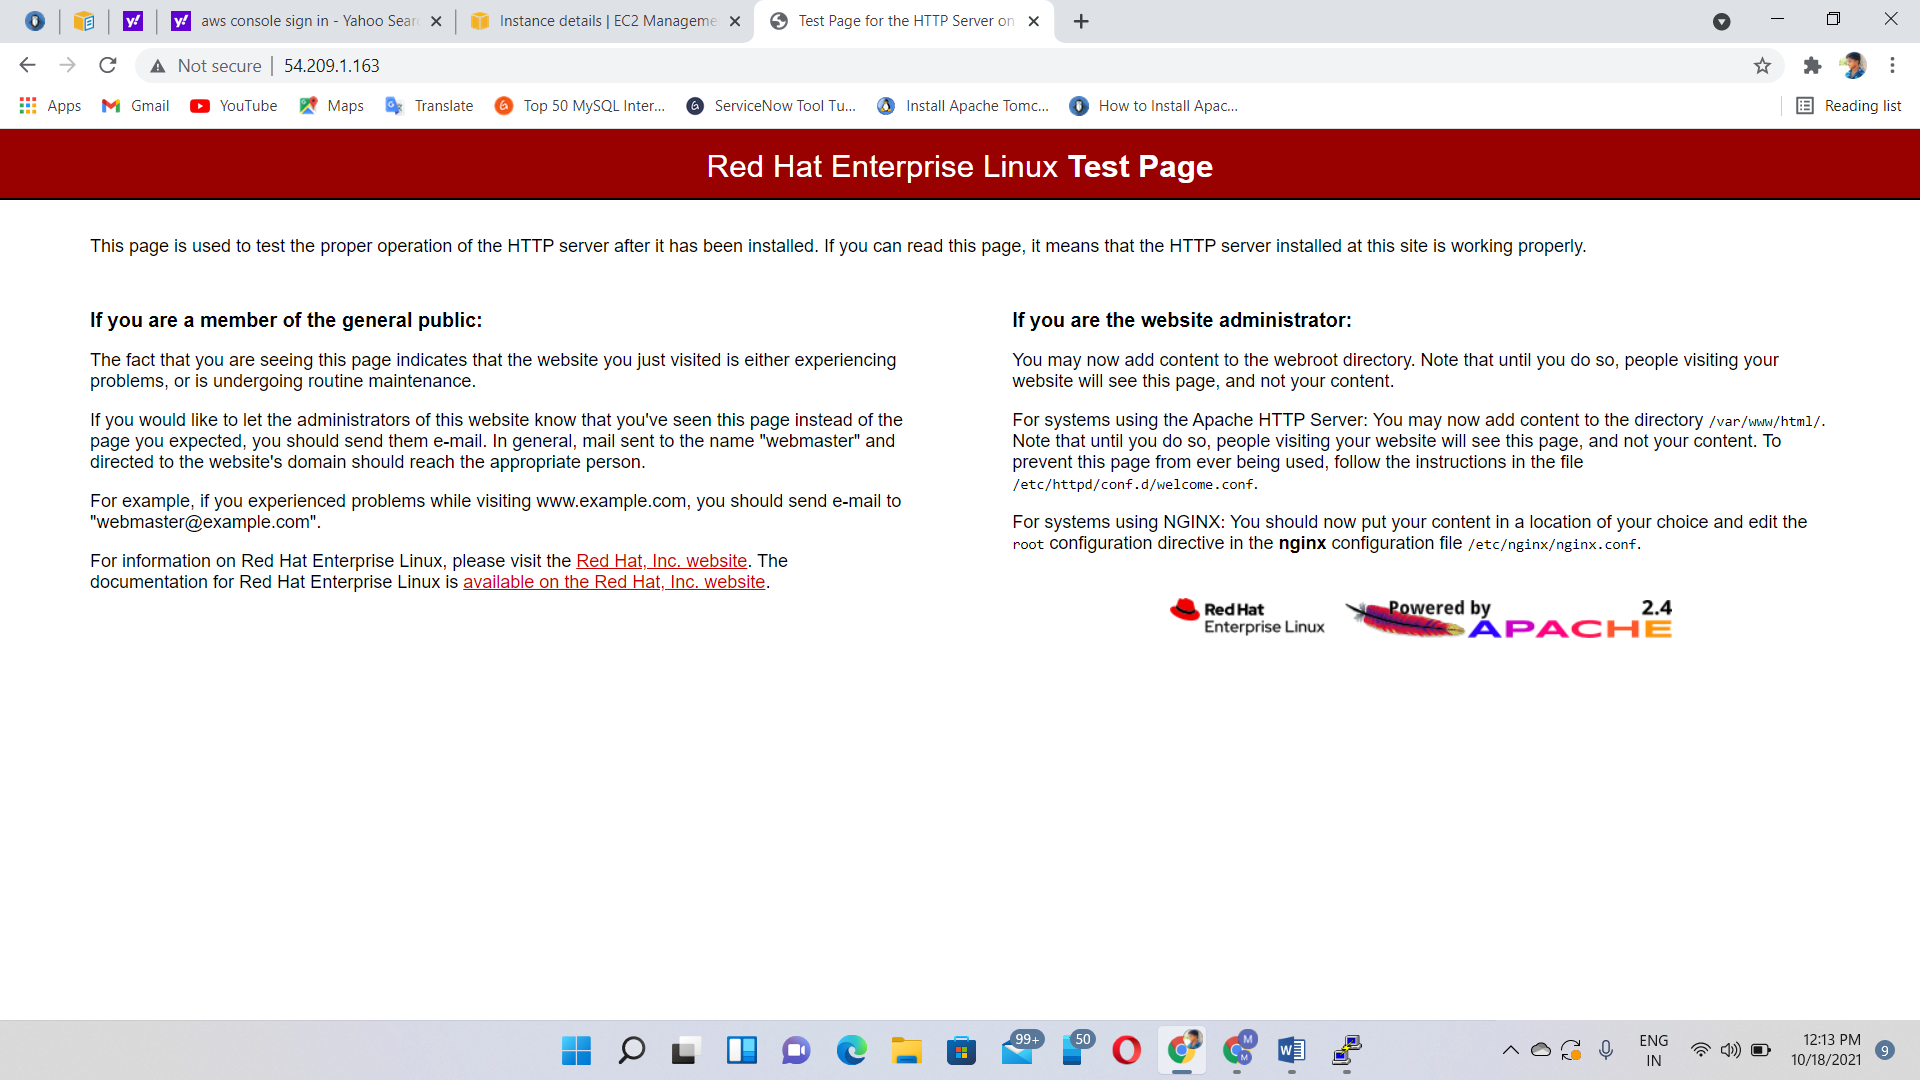 aws console sign in - Yahoo Sear
Instance details | EC2 Manageme
Test Page for the HTTP Server on
Not secure
54.209.1.163
Apps
Gmail
YouTube
Maps
Translate
Top 50 MySQL Inter...
ServiceNow Tool Tu...
Install Apache Tomc...
How to Install Apac...
Reading list
Red Hat Enterprise Linux Test Page
This page is used to test the proper operation of the HTTP server after it has been installed. If you can read this page, it means that the HTTP server installed at this site is working properly.
If you are a member of the general public:
The fact that you are seeing this page indicates that the website you just visited is either experiencing
problems, or is undergoing routine maintenance.
If you would like to let the administrators of this website know that you've seen this page instead of the
page you expected, you should send them e-mail. In general, mail sent to the name "webmaster" and
directed to the website's domain should reach the appropriate person.
For example, if you experienced problems while visiting www.example.com, you should send e-mail to
"webmaster@example.com".
For information on Red Hat Enterprise Linux, please visit the Red Hat, Inc. website. The
documentation for Red Hat Enterprise Linux is available on the Red Hat, Inc. website.
If you are the website administrator:
You may now add content to the webroot directory. Note that until you do so, people visiting your
website will see this page, and not your content.
For systems using the Apache HTTP Server: You may now add content to the directory /var/www/html/.
Note that until you do so, people visiting your website will see this page, and not your content. To
prevent this page from ever being used, follow the instructions in the file
/etc/httpd/conf.d/welcome.conf.
For systems using NGINX: You should now put your content in a location of your choice and edit the
root configuration directive in the nginx configuration file /etc/nginx/nginx.conf.
Red Hat
Enterprise Linux
Powered by
APACHE
2.4
99+
50
M
M
ENG
IN
12:13 PM
10/18/2021
9